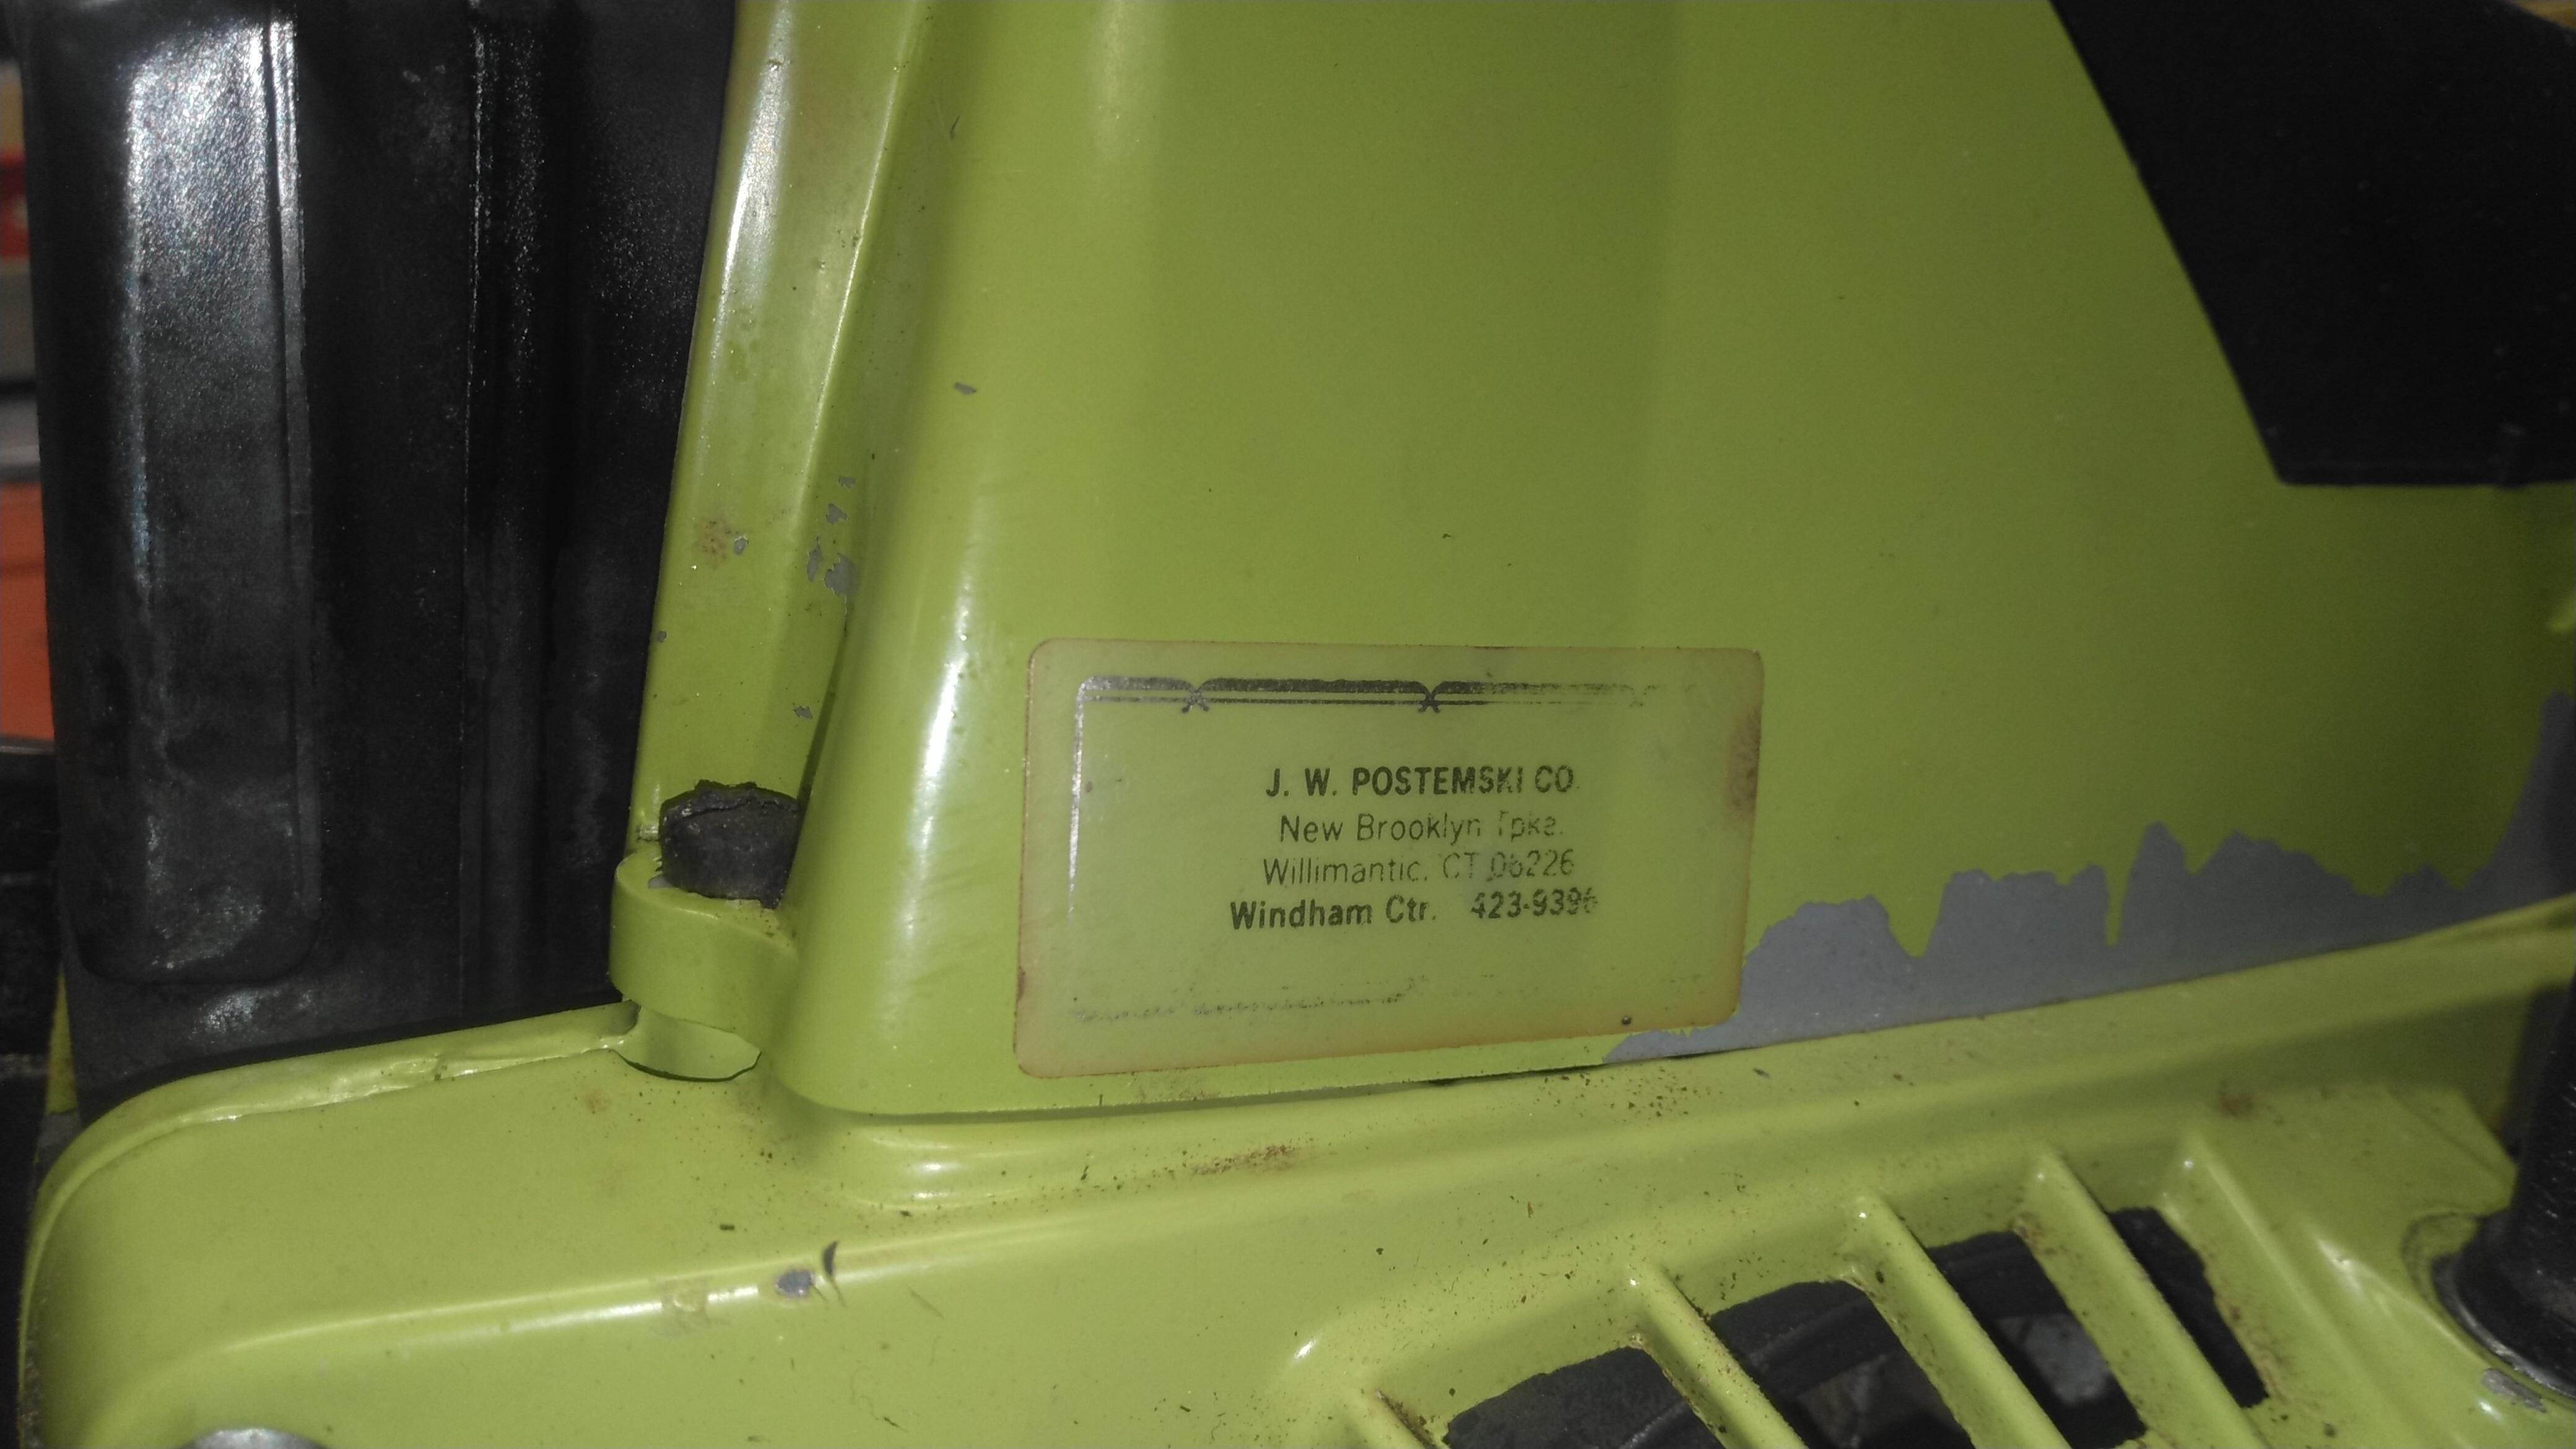 J. W. POSTEMSKI CO.
New Brooklyn Tpke.
Willimantic, CT 06226
Windham Ctr. 423-9396